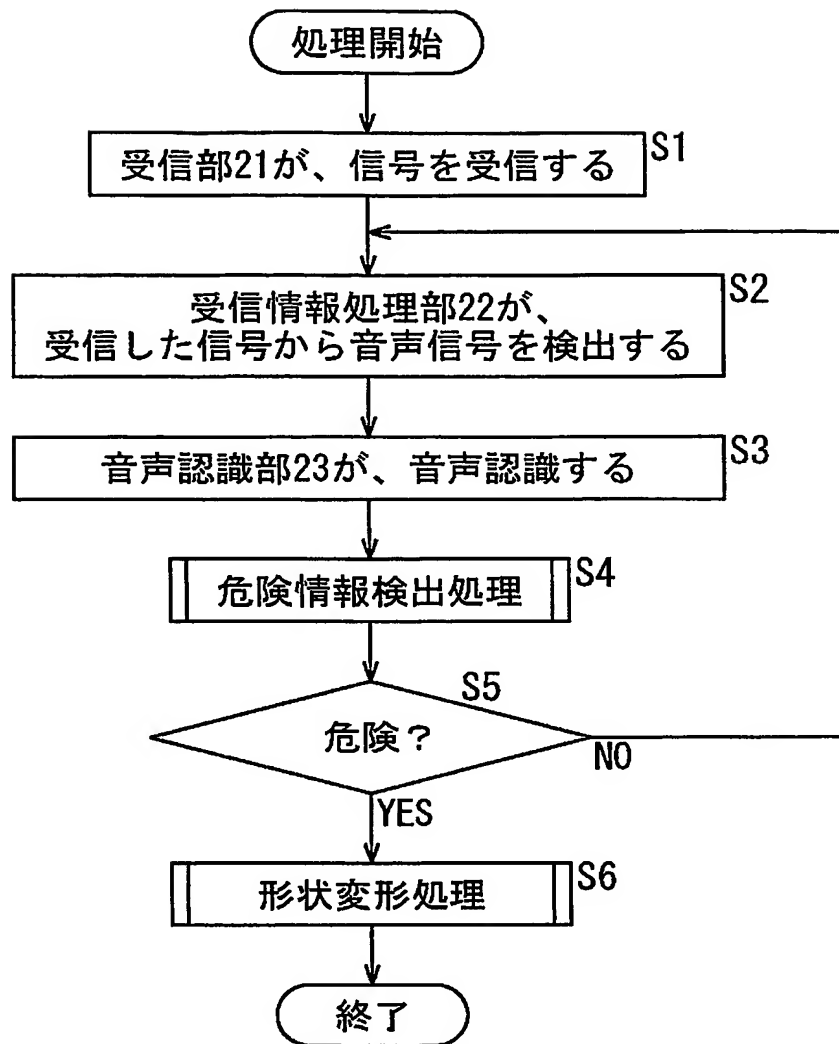 処理開始
受信部21が、信号を受信する
S1
受信情報処理部22が、
受信した信号から音声信号を検出する
S2
音声認識部23が、音声認識する
S3
危険情報検出処理
S4
S5
危険?
NO
YES
形状変形処理
S6
終了